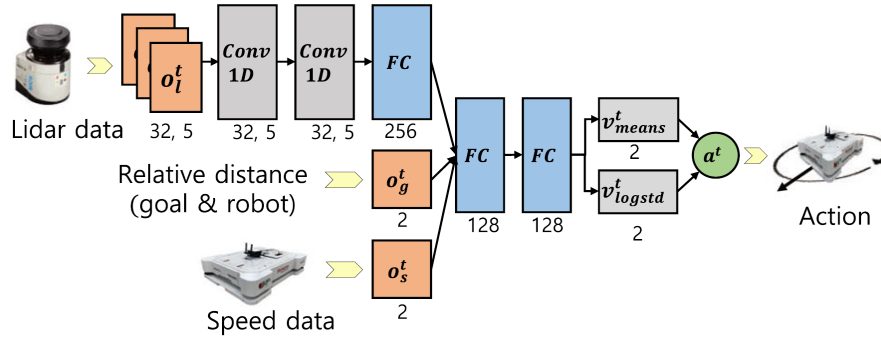 o_l^t
Conv
1D
Conv
1D
FC
Lidar data
32, 5
32, 5
32, 5
256
FC
FC
v_means^t
2
a^t
Relative distance
(goal & robot)
o_g^t
2
128
128
v_logstd^t
2
Action
o_s^t
Speed data
2